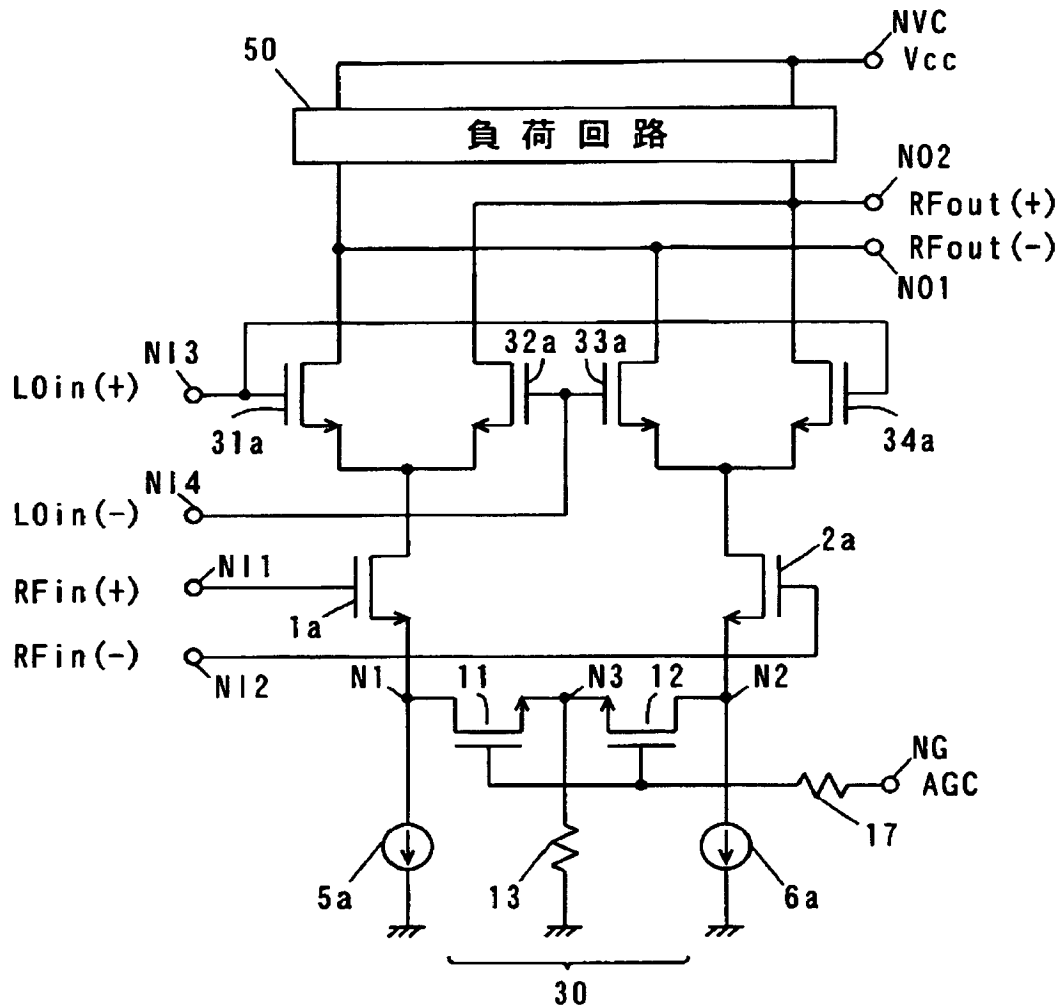 NVC
50
Vcc
負荷回路
NO2
RFout(+)
RFout(-)
NO1
32a
33a
NI3
LOin(+)
31a
34a
NI4
LOin(-)
2a
NI1
RFin(+)
1a
RFin(-)
NI2
N1
11
N3
12
N2
NG
AGC
17
5a
13
6a
30